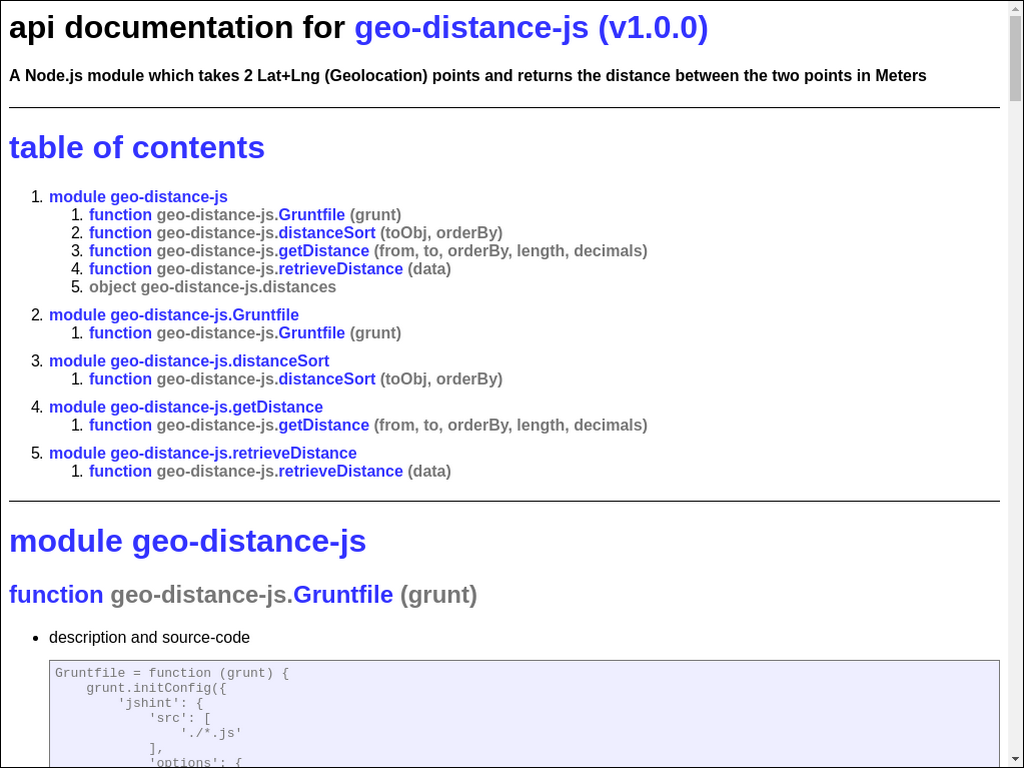 api documentation for geo-distance-js (v1.0.0)
A Node.js module which takes 2 Lat+Lng (Geolocation) points and returns the distance between the two points in Meters
table of contents
1. module geo-distance-js
1. function geo-distance-js.Gruntfile (grunt)
2. function geo-distance-js.distanceSort (toObj, orderBy)
3. function geo-distance-js.getDistance (from, to, orderBy, length, decimals)
4. function geo-distance-js.retrieveDistance (data)
5. object geo-distance-js.distances
2. module geo-distance-js.Gruntfile
1. function geo-distance-js.Gruntfile (grunt)
3. module geo-distance-js.distanceSort
1. function geo-distance-js.distanceSort (toObj, orderBy)
4. module geo-distance-js.getDistance
1. function geo-distance-js.getDistance (from, to, orderBy, length, decimals)
5. module geo-distance-js.retrieveDistance
1. function geo-distance-js.retrieveDistance (data)
module geo-distance-js
function geo-distance-js.Gruntfile (grunt)
• description and source-code
Gruntfile = function (grunt) {
    grunt.initConfig({
        'jshint': {
            'src': [
                './*.js'
            ],
            'options': {